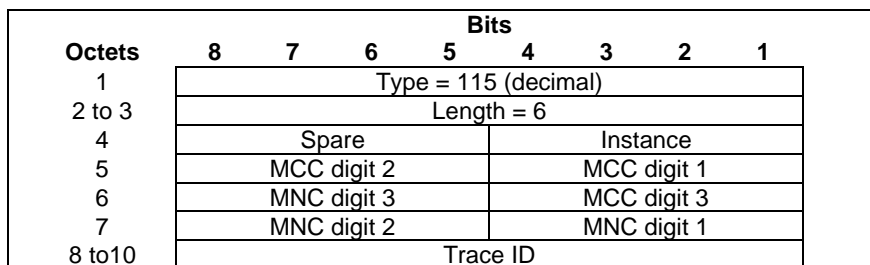 Bits
Octets 8 7 6 5 4 3 2 1
1 Type = 115 (decimal)
2 to 3 Length = 6
4 Spare Instance
5 MCC digit 2 MCC digit 1
6 MNC digit 3 MCC digit 3
7 MNC digit 2 MNC digit 1
8 to10 Trace ID